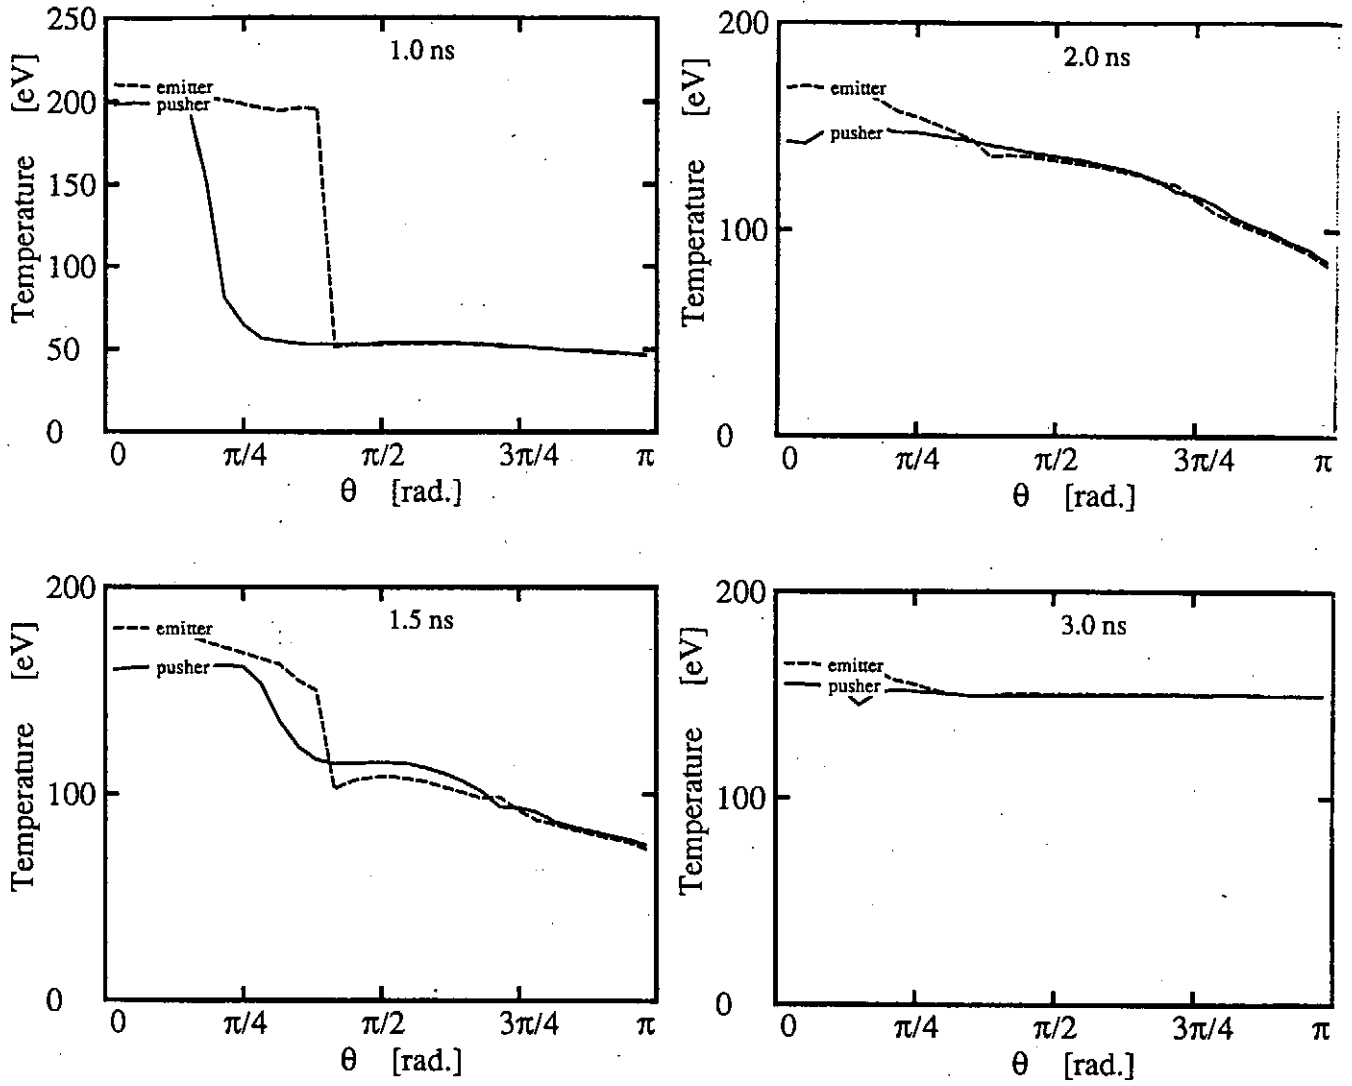 250
200
150
100
50
0
Temperature [eV]
1.0 ns
emitter
pusher
0 π/4 π/2 3π/4 π
θ [rad.]
200
100
0
Temperature [eV]
2.0 ns
emitter
pusher
0 π/4 π/2 3π/4 π
θ [rad.]
200
100
0
Temperature [eV]
1.5 ns
emitter
pusher
0 π/4 π/2 3π/4 π
θ [rad.]
200
100
0
Temperature [eV]
3.0 ns
emitter
pusher
0 π/4 π/2 3π/4 π
θ [rad.]